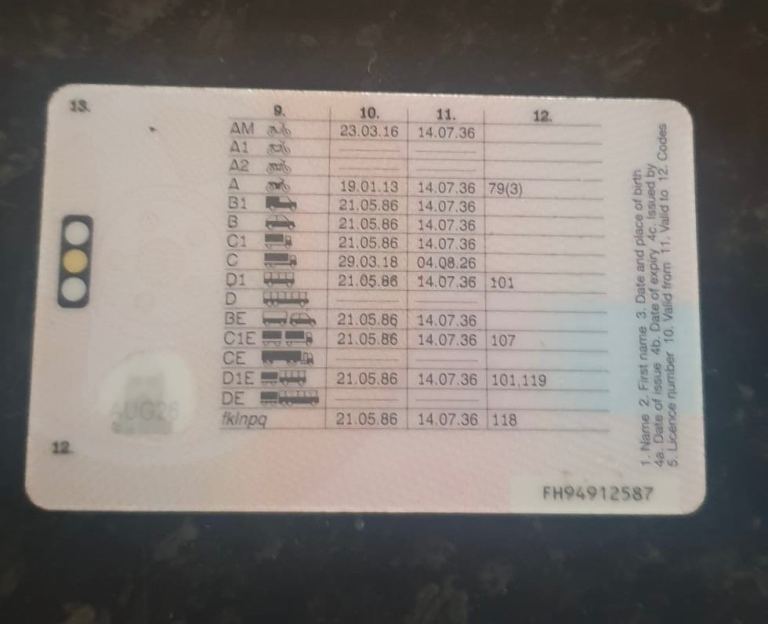 13.
9. 10. 11. 12.
AM 23.03.16 14.07.36
A1
A2
A 19.01.13 14.07.36 79(3)
B1 21.05.86 14.07.36
B 21.05.86 14.07.36
C1 21.05.86 14.07.36
C 29.03.18 04.08.26
D1 21.05.86 14.07.36 101
D
BE 21.05.86 14.07.36
C1E 21.05.86 14.07.36 107
CE
D1E 21.05.86 14.07.36 101,119
DE
fklnpq 21.05.86 14.07.36 118
12.
AUG26
FH94912587
1. Name 2. First name 3. Date and place of birth
4a. Date of issue 4b. Date of expiry 4c. Issued by
5. Licence number 10. Valid from 11. Valid to 12. Codes